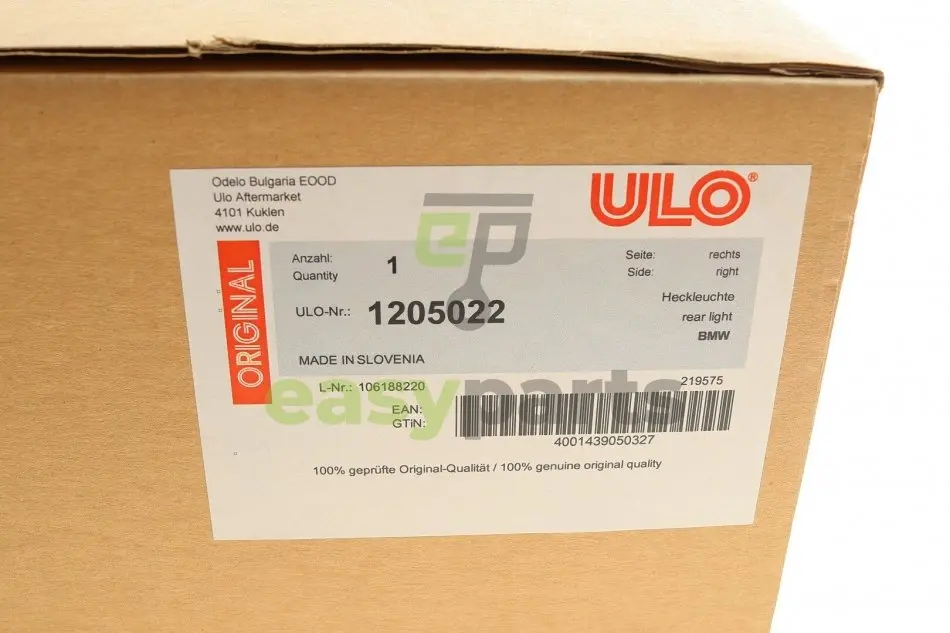 Odelo Bulgaria EOOD
Ulo Aftermarket
4101 Kuklen
www.ulo.de
ULO®
ORIGINAL
Anzahl: 1
Quantity
Seite: rechts
Side: right
ULO-Nr.: 1205022
Heckleuchte
rear light
BMW
MADE IN SLOVENIA
L-Nr.: 106188220
219575
EAN:
GTiN:
4001439050327
100% geprüfte Original-Qualität / 100% genuine original quality
ep
easyparts